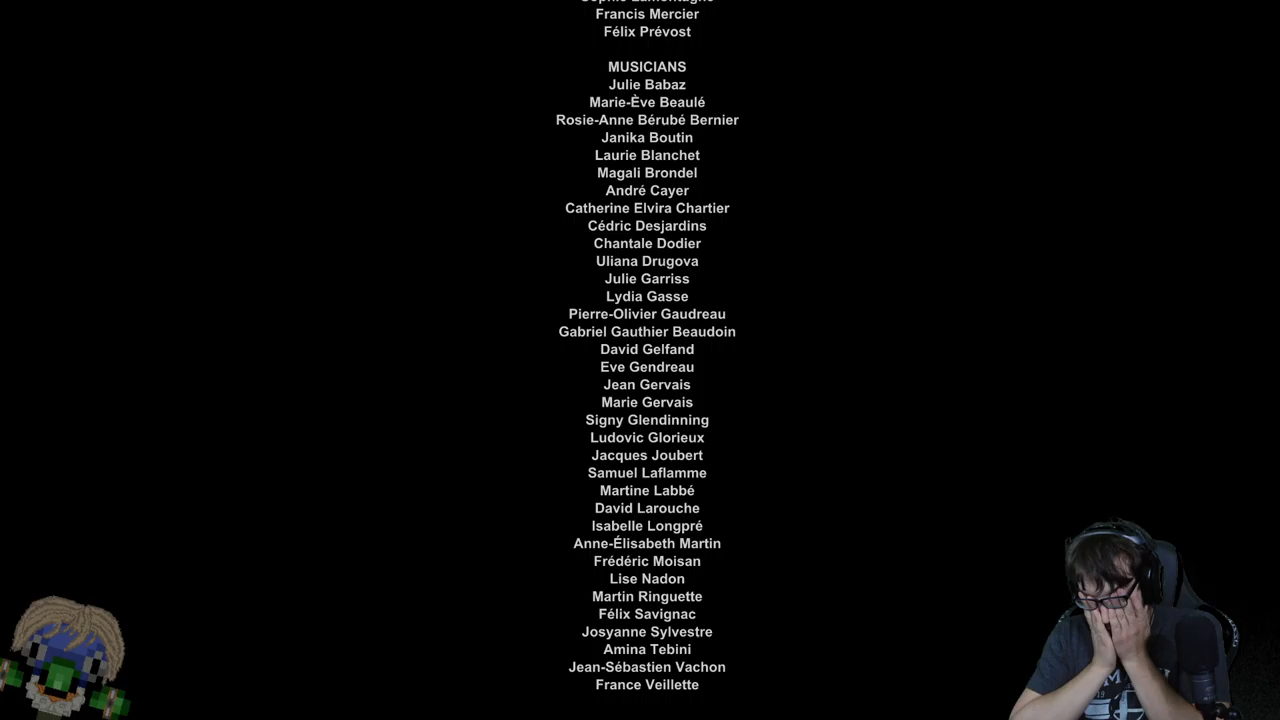 Francis Mercier
Félix Prévost
MUSICIANS
Julie Babaz
Marie-Ève Beaulé
Rosie-Anne Bérubé Bernier
Janika Boutin
Laurie Blanchet
Magali Brondel
André Cayer
Catherine Elvira Chartier
Cédric Desjardins
Chantale Dodier
Uliana Drugova
Julie Garriss
Lydia Gasse
Pierre-Olivier Gaudreau
Gabriel Gauthier Beaudoin
David Gelfand
Eve Gendreau
Jean Gervais
Marie Gervais
Signy Glendinning
Ludovic Glorieux
Jacques Joubert
Samuel Laflamme
Martine Labbé
David Larouche
Isabelle Longpré
Anne-Élisabeth Martin
Frédéric Moisan
Lise Nadon
Martin Ringuette
Félix Savignac
Josyanne Sylvestre
Amina Tebini
Jean-Sébastien Vachon
France Veillette